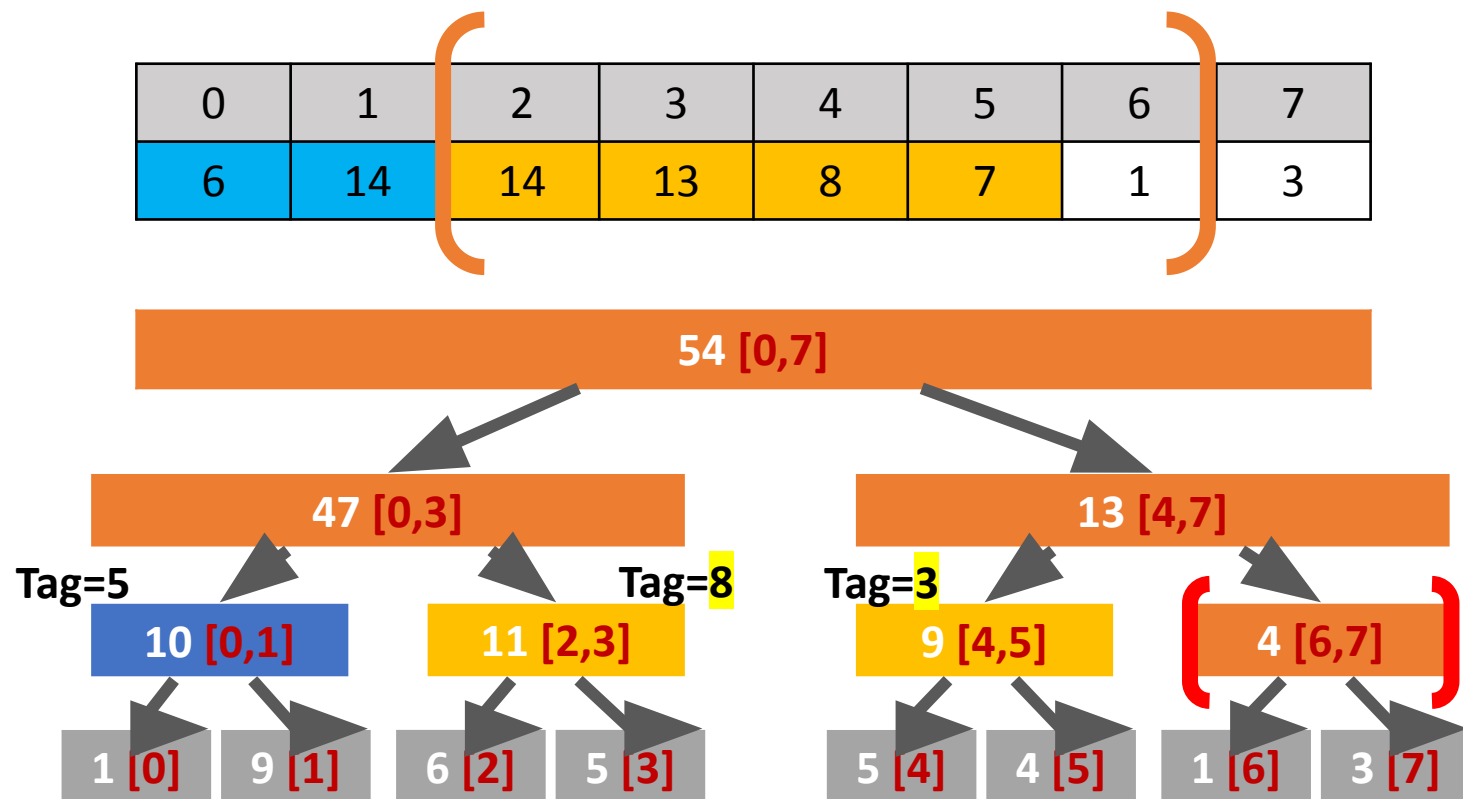 0 1 2 3 4 5 6 7
6 14 14 13 8 7 1 3
54 [0,7]
47 [0,3] 13 [4,7]
Tag=5 Tag=8 Tag=3
10 [0,1] 11 [2,3] 9 [4,5] 4 [6,7]
1 [0] 9 [1] 6 [2] 5 [3] 5 [4] 4 [5] 1 [6] 3 [7]